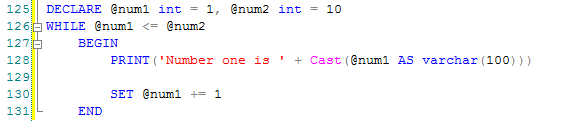 125 DECLARE @num1 int = 1, @num2 int = 10
126 WHILE @num1 <= @num2
127 BEGIN
128 PRINT('Number one is ' + Cast(@num1 AS varchar(100)))
129
130 SET @num1 += 1
131 END